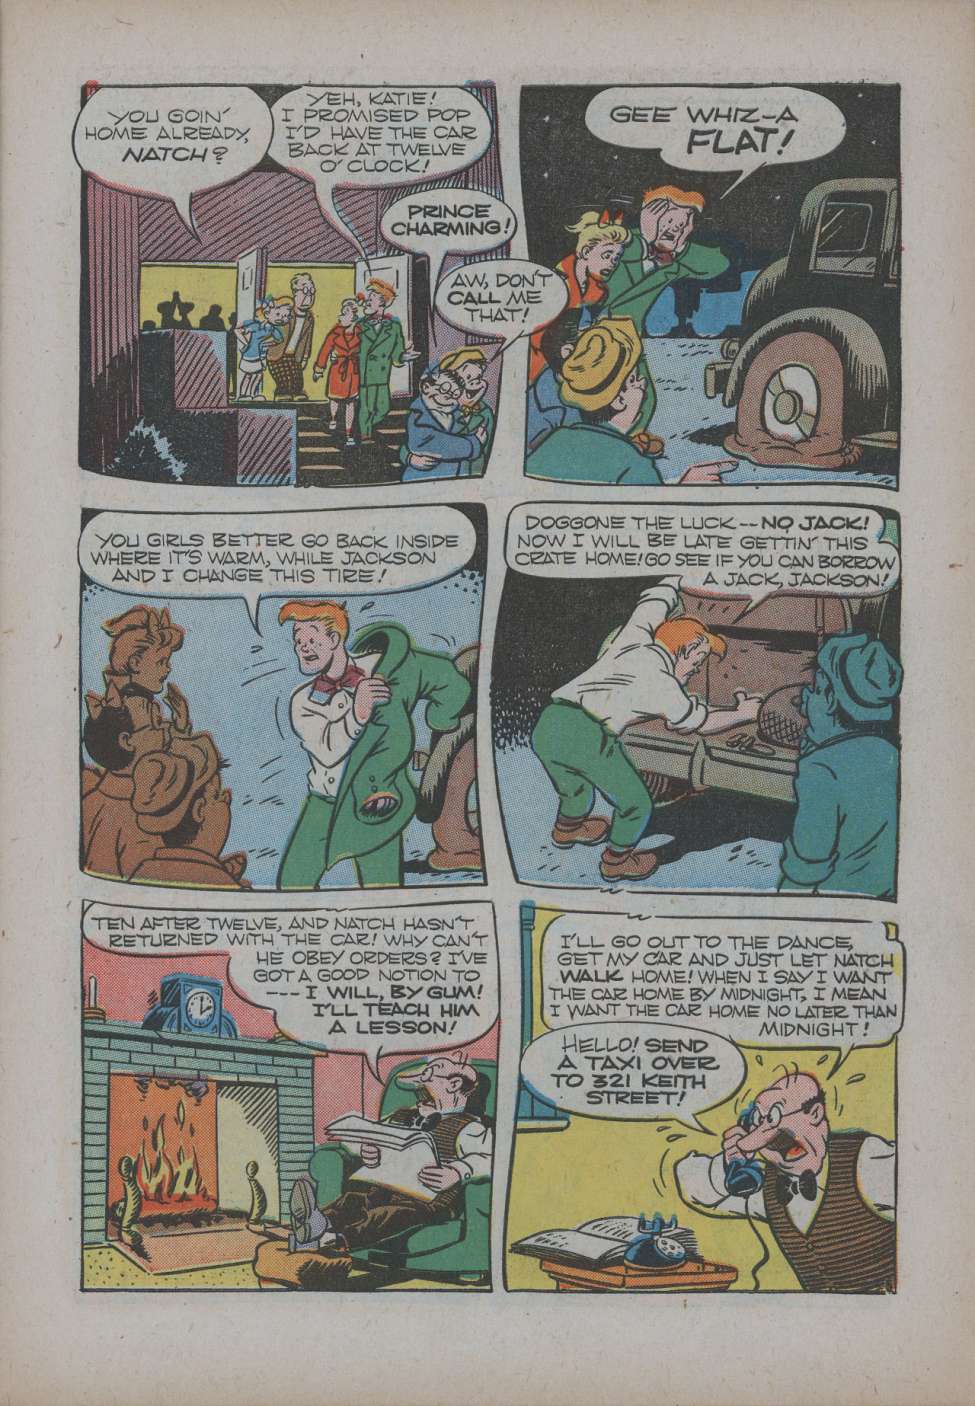 YOU GOIN'
HOME ALREADY,
NATCH?
YEH, KATIE!
I PROMISED POP
I'D HAVE THE CAR
BACK AT TWELVE
O'CLOCK!
PRINCE
CHARMING!
AW, DON'T
CALL ME
THAT!
GEE WHIZ-A
FLAT!
YOU GIRLS BETTER GO BACK INSIDE
WHERE IT'S WARM, WHILE JACKSON
AND I CHANGE THIS TIRE!
DOGGONE THE LUCK -- NO JACK!
NOW I WILL BE LATE GETTIN' THIS
CRATE HOME! GO SEE IF YOU CAN BORROW
A JACK, JACKSON!
TEN AFTER TWELVE, AND NATCH HASN'T
RETURNED WITH THE CAR! WHY CAN'T
HE OBEY ORDERS? I'VE
GOT A GOOD NOTION TO
---- I WILL, BY GUM!
I'LL TEACH HIM
A LESSON!
I'LL GO OUT TO THE DANCE,
GET MY CAR AND JUST LET NATCH
WALK HOME! WHEN I SAY I WANT
THE CAR HOME BY MIDNIGHT, I MEAN
I WANT THE CAR HOME NO LATER THAN
MIDNIGHT!
HELLO! SEND
A TAXI OVER
TO 321 KEITH
STREET!